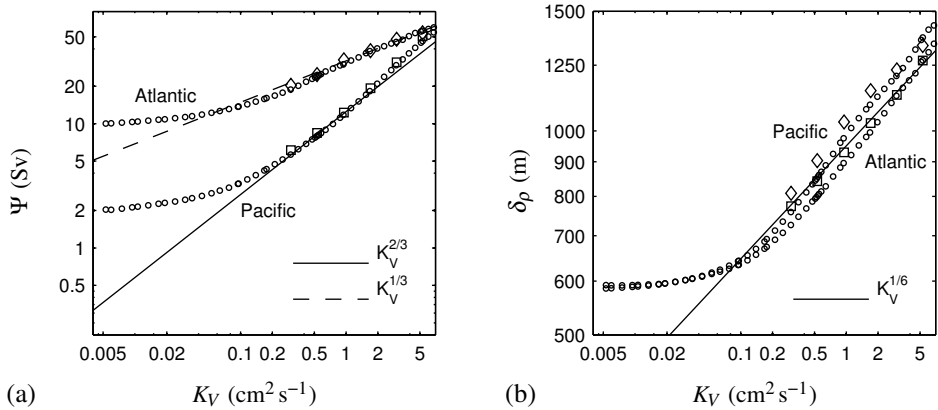 50
20
10
5
2
1
0.5
Ψ (Sv)
Atlantic
Pacific
K_V^{2/3}
K_V^{1/3}
0.005 0.02 0.1 0.2 0.5 1 2 5
(a) K_V (cm² s⁻¹)
1500
1250
1000
900
800
700
600
500
δ_ρ (m)
Pacific
Atlantic
K_V^{1/6}
0.005 0.02 0.1 0.2 0.5 1 2 5
(b) K_V (cm² s⁻¹)